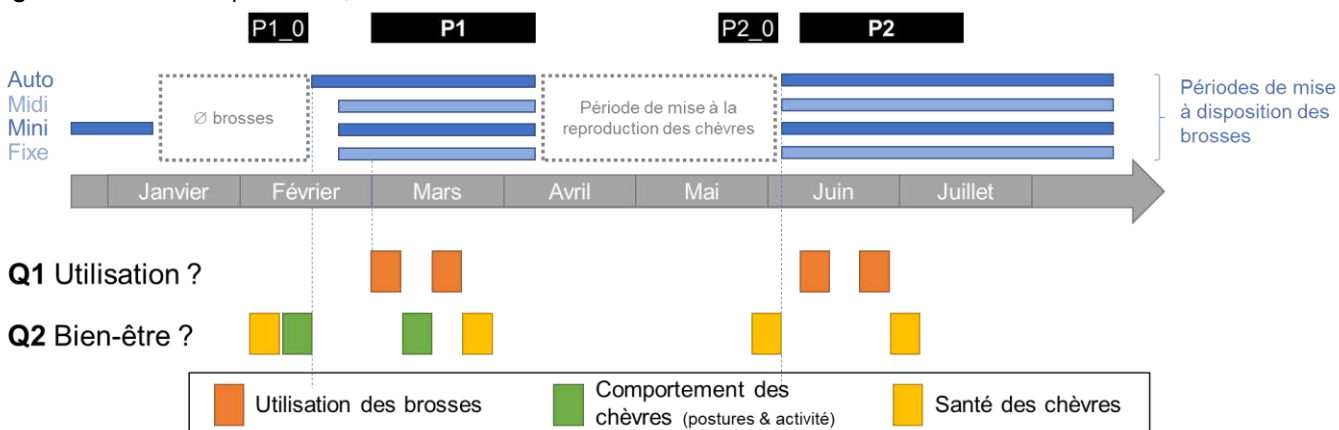 P1_0 P1 P2_0 P2
Auto
Midi
Mini
Fixe
Ø brosses
Période de mise à la
reproduction des chèvres
Périodes de mise
à disposition des
brosses
Janvier Février Mars Avril Mai Juin Juillet
Q1 Utilisation ?
Q2 Bien-être ?
Utilisation des brosses
Comportement des
chèvres (postures & activité)
Santé des chèvres